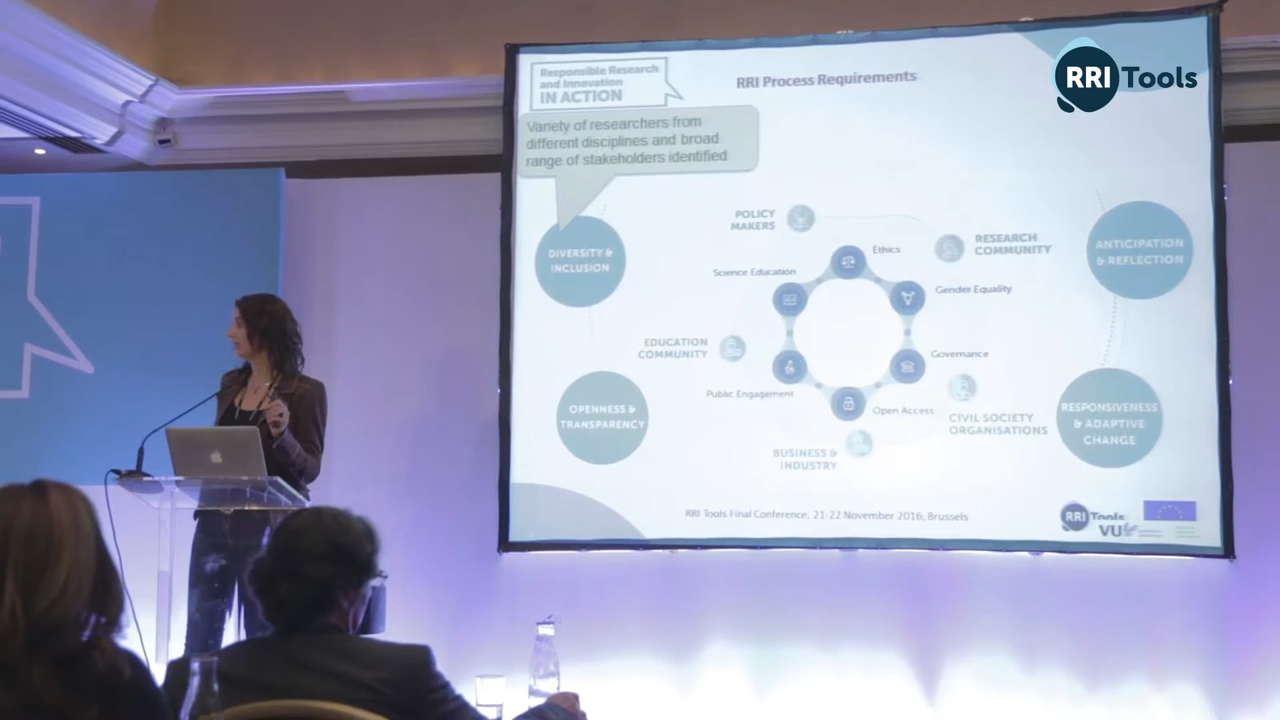 RRI Tools
Responsible Research
and Innovation
IN ACTION
RRI Process Requirements
Variety of researchers from
different disciplines and broad
range of stakeholders identified
DIVERSITY &
INCLUSION
POLICY
MAKERS
RESEARCH
COMMUNITY
ANTICIPATION
& REFLECTION
Ethics
Science Education
Gender Equality
EDUCATION
COMMUNITY
Governance
Public Engagement
Open Access
OPENNESS &
TRANSPARENCY
CIVIL SOCIETY
ORGANISATIONS
RESPONSIVENESS
& ADAPTIVE
CHANGE
BUSINESS &
INDUSTRY
RRI Tools Final Conference, 21-22 November 2016, Brussels
RRI Tools
VU